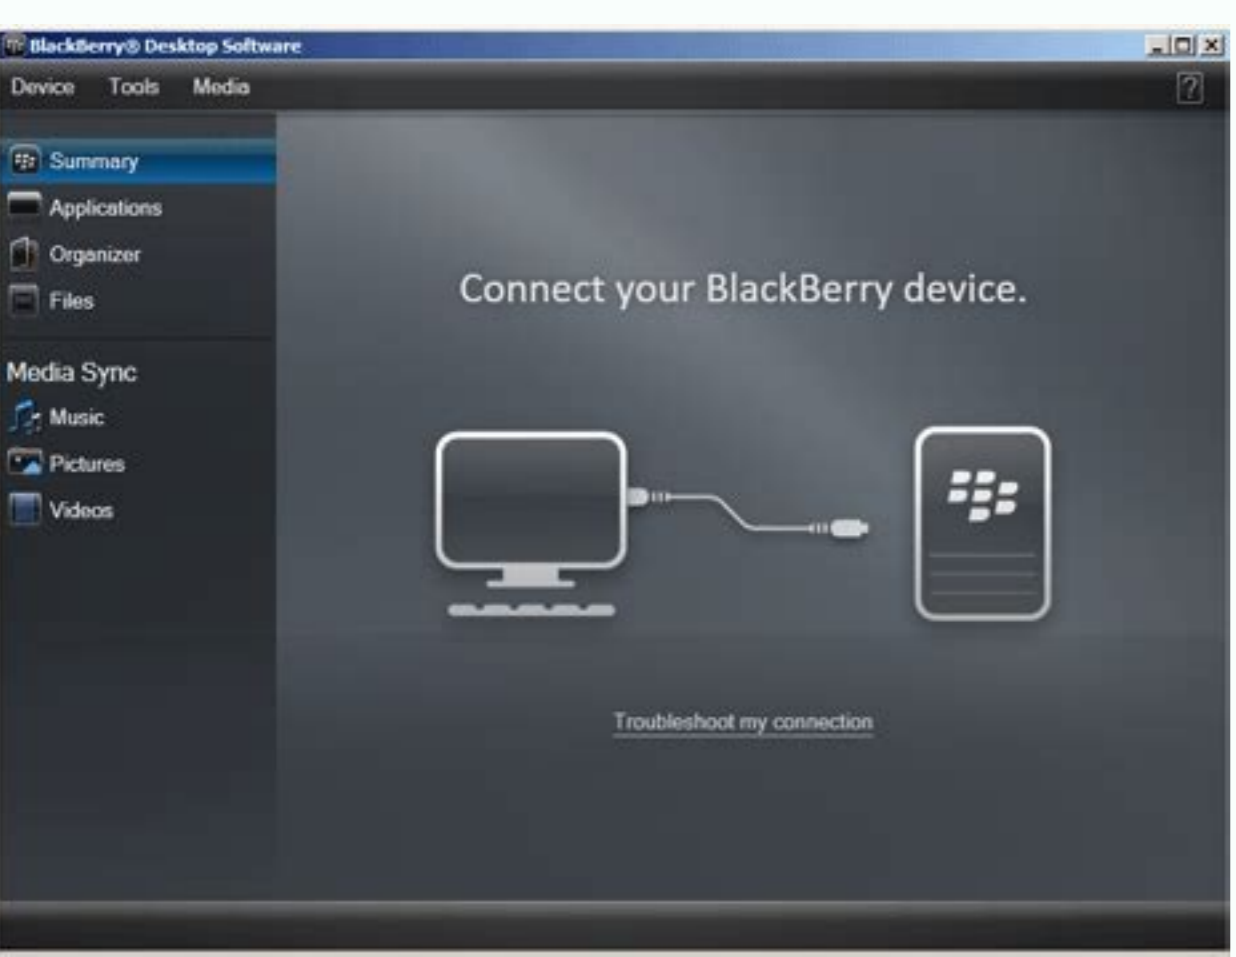 BlackBerry® Desktop Software
Device Tools Media ?
Summary
Applications
Organizer
Files
Media Sync
Music
Pictures
Videos
Connect your BlackBerry device.
Troubleshoot my connection